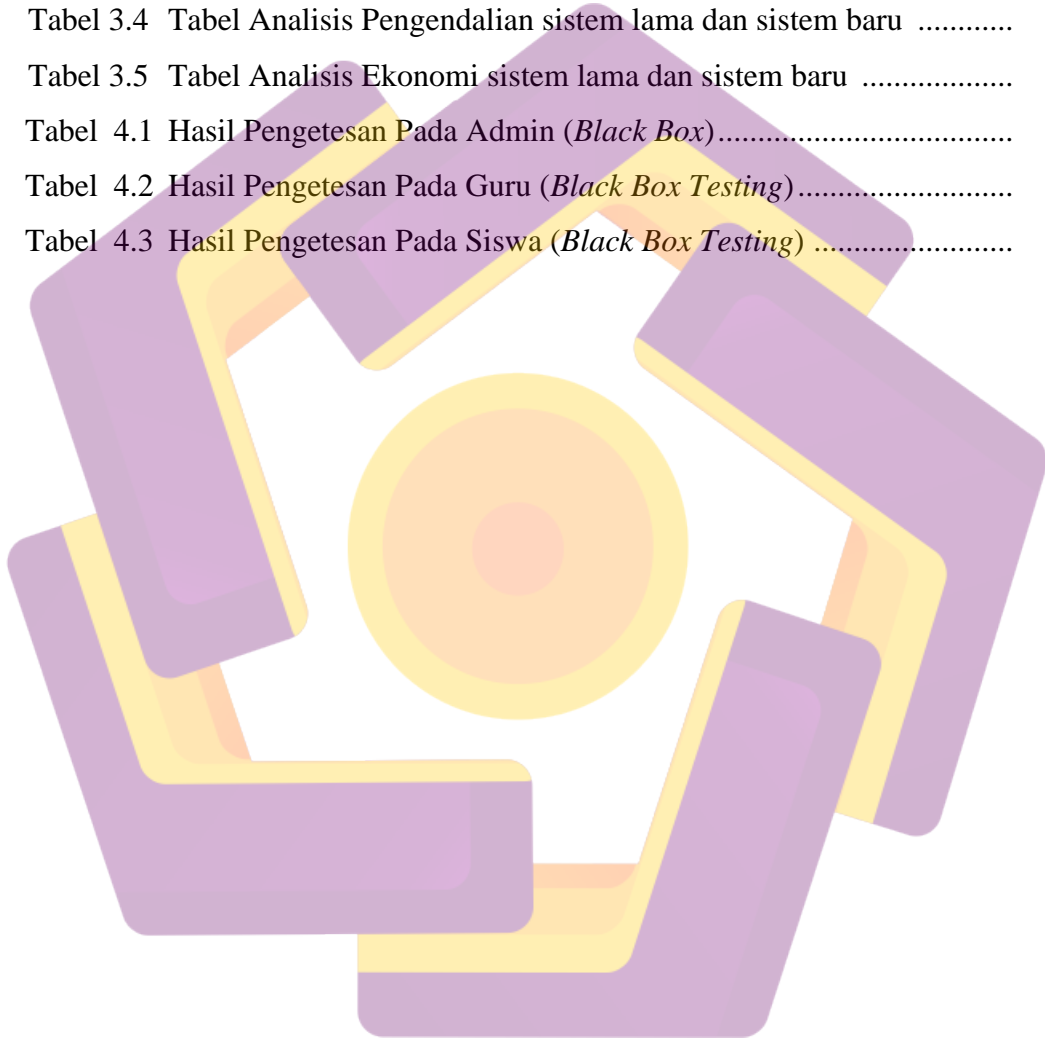 Tabel 3.4 Tabel Analisis Pengendalian sistem lama dan sistem baru ............
Tabel 3.5 Tabel Analisis Ekonomi sistem lama dan sistem baru ..................
Tabel 4.1 Hasil Pengetesan Pada Admin (Black Box)...................................
Tabel 4.2 Hasil Pengetesan Pada Guru (Black Box Testing)..........................
Tabel 4.3 Hasil Pengetesan Pada Siswa (Black Box Testing) ........................